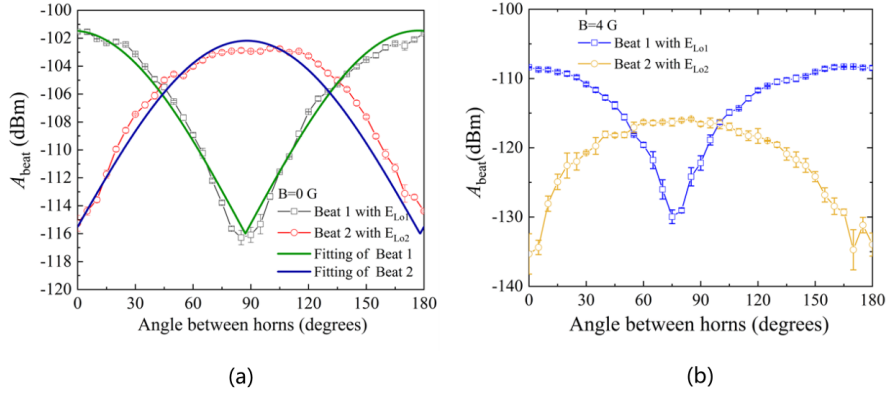 -100
-102
-104
-106
-108
-110
-112
-114
-116
-118
-120
A_beat (dBm)
B=0 G
Beat 1 with E_Lo1
Beat 2 with E_Lo2
Fitting of Beat 1
Fitting of Beat 2
0 30 60 90 120 150 180
Angle between horns (degrees)
(a)
-100
-110
-120
-130
-140
A_beat(dBm)
B=4 G
Beat 1 with E_Lo1
Beat 2 with E_Lo2
0 30 60 90 120 150 180
Angle between horns (degrees)
(b)